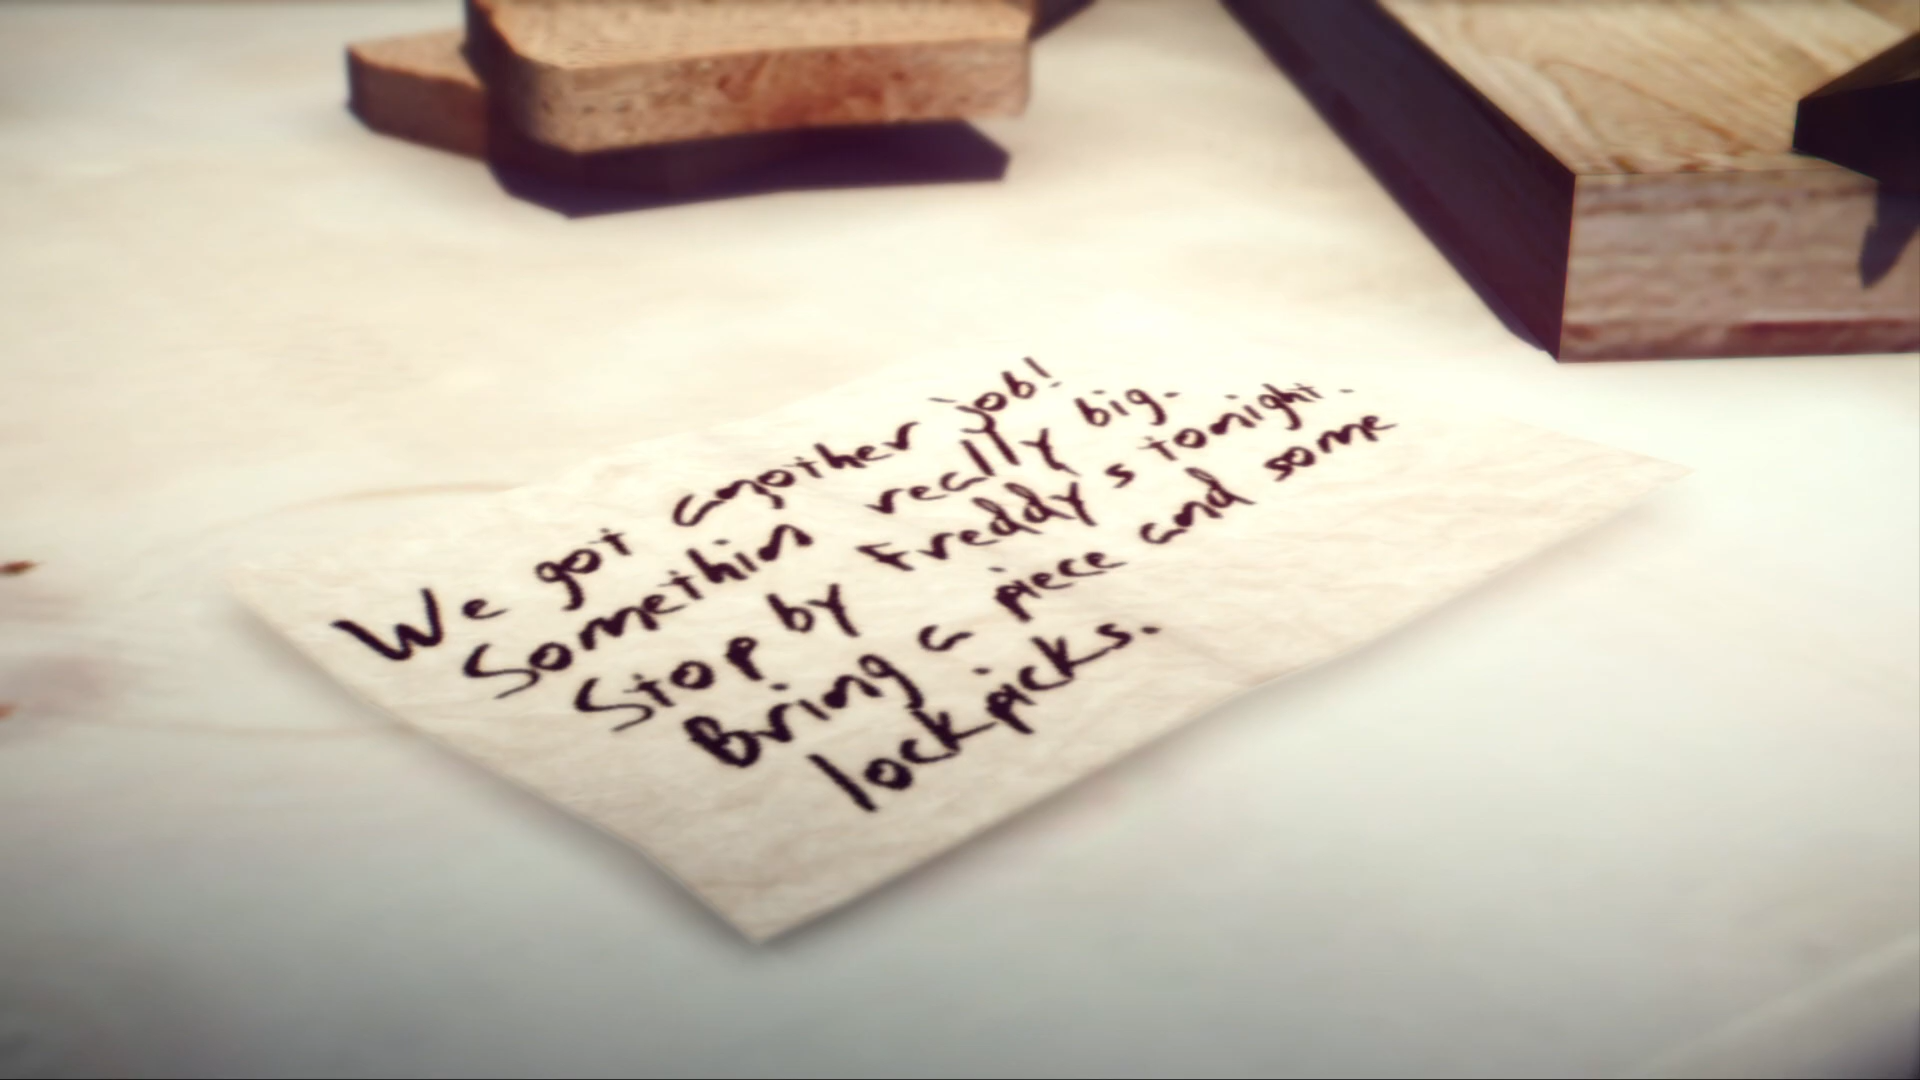 We got another job!
Somethin really big.
Stop by Freddy s tonight.
Bring a piece and some
lockpicks.